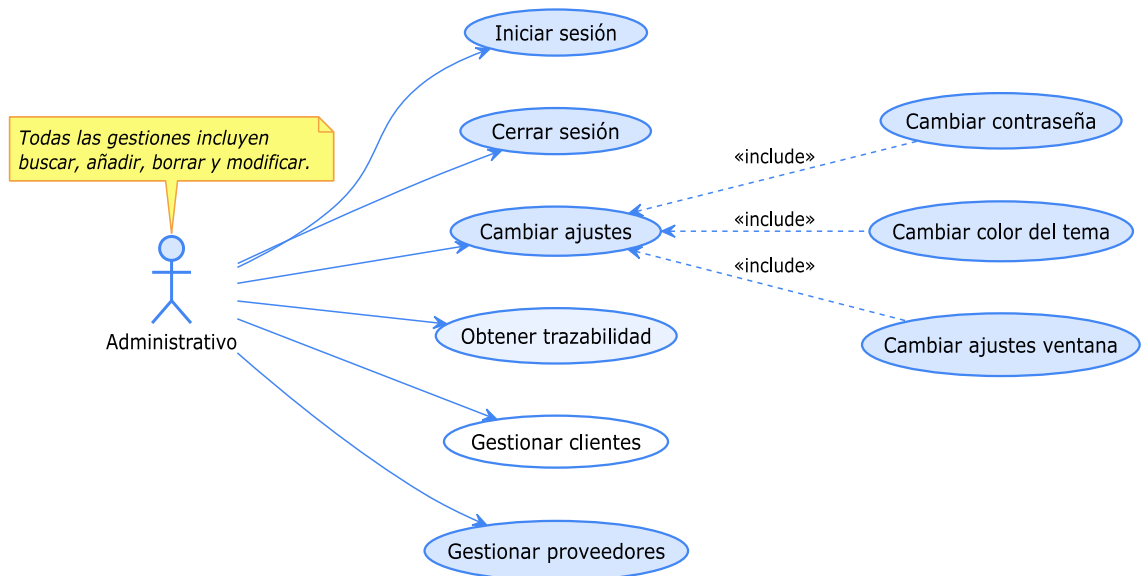 Iniciar sesión
Cerrar sesión
Cambiar contraseña
«include»
Todas las gestiones incluyen
buscar, añadir, borrar y modificar.
Cambiar ajustes
«include»
Cambiar color del tema
«include»
Administrativo
Obtener trazabilidad
Cambiar ajustes ventana
Gestionar clientes
Gestionar proveedores